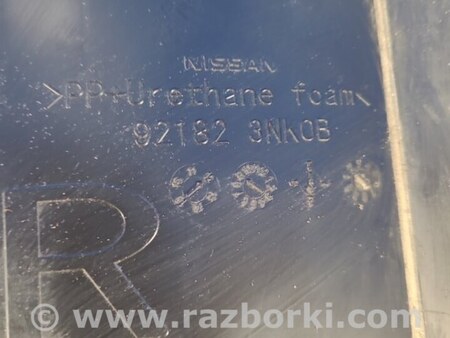 NISSAN
>PP+Urethane foam<
92182 3NK0B
R
www.razborki.com